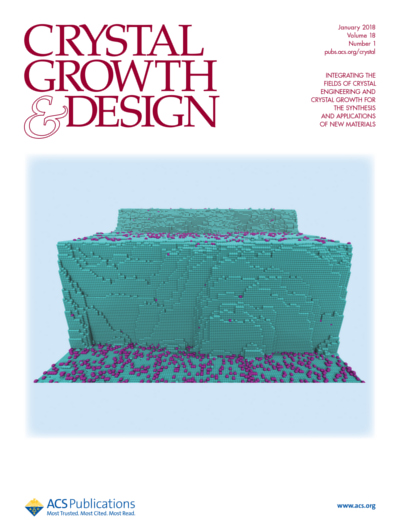 CRYSTAL
GROWTH
&DESIGN
January 2018
Volume 18
Number 1
pubs.acs.org/crystal
INTEGRATING THE
FIELDS OF CRYSTAL
ENGINEERING AND
CRYSTAL GROWTH FOR
THE SYNTHESIS
AND APPLICATIONS
OF NEW MATERIALS
ACS Publications
Most Trusted. Most Cited. Most Read.
www.acs.org